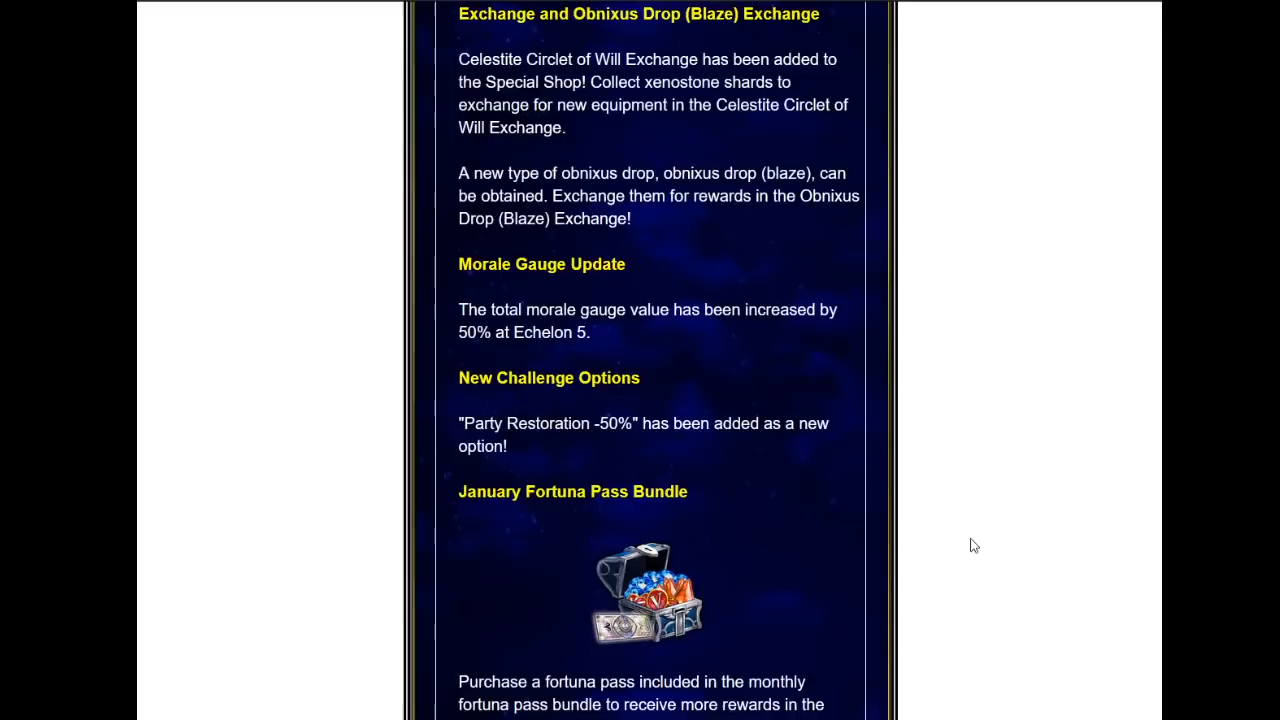 Exchange and Obnixus Drop (Blaze) Exchange
Celestite Circlet of Will Exchange has been added to
the Special Shop! Collect xenostone shards to
exchange for new equipment in the Celestite Circlet of
Will Exchange.
A new type of obnixus drop, obnixus drop (blaze), can
be obtained. Exchange them for rewards in the Obnixus
Drop (Blaze) Exchange!
Morale Gauge Update
The total morale gauge value has been increased by
50% at Echelon 5.
New Challenge Options
"Party Restoration -50%" has been added as a new
option!
January Fortuna Pass Bundle
Purchase a fortuna pass included in the monthly
fortuna pass bundle to receive more rewards in the